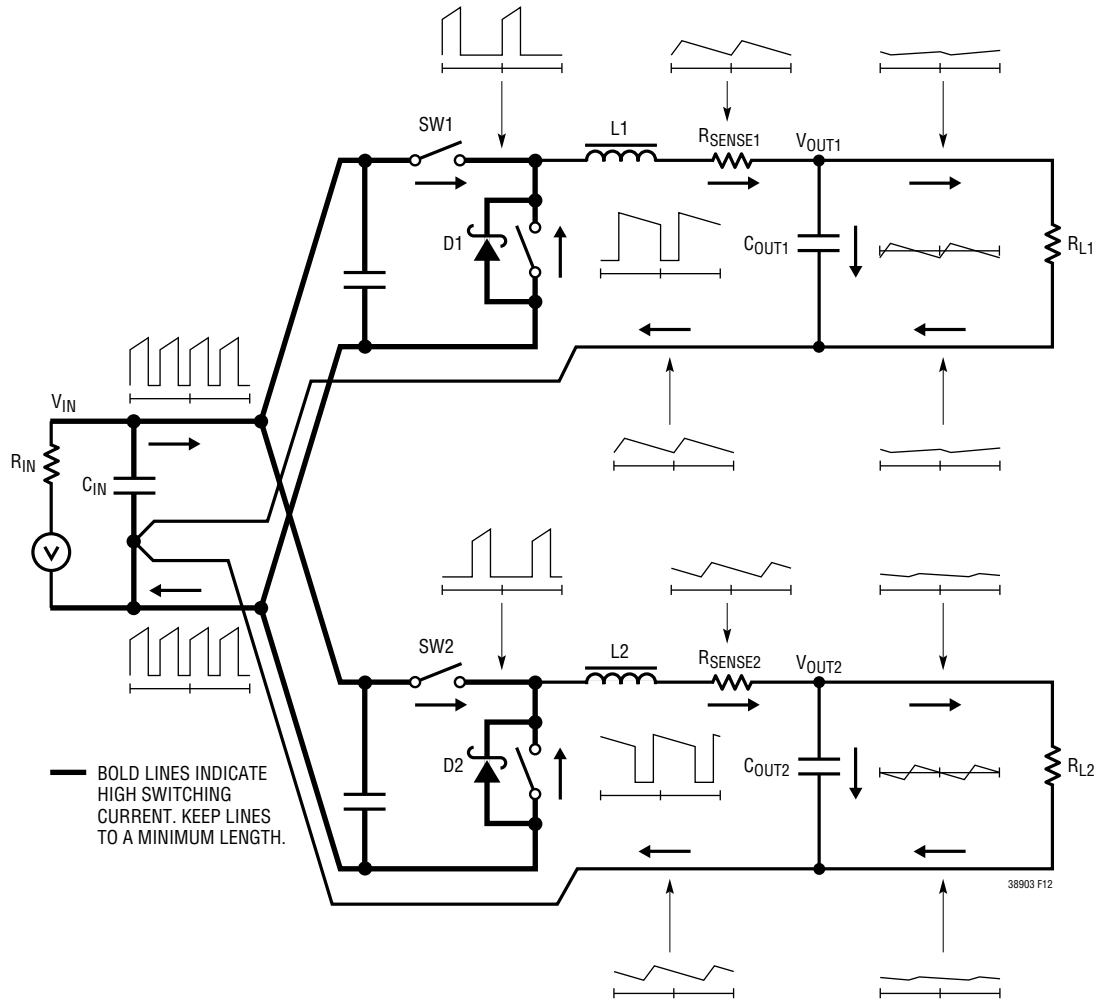 SW1
L1
RSENSE1
VOUT1
D1
COUT1
RL1
VIN
RIN
CIN
V
SW2
L2
RSENSE2
VOUT2
D2
COUT2
RL2
BOLD LINES INDICATE
HIGH SWITCHING
CURRENT. KEEP LINES
TO A MINIMUM LENGTH.
38903 F12